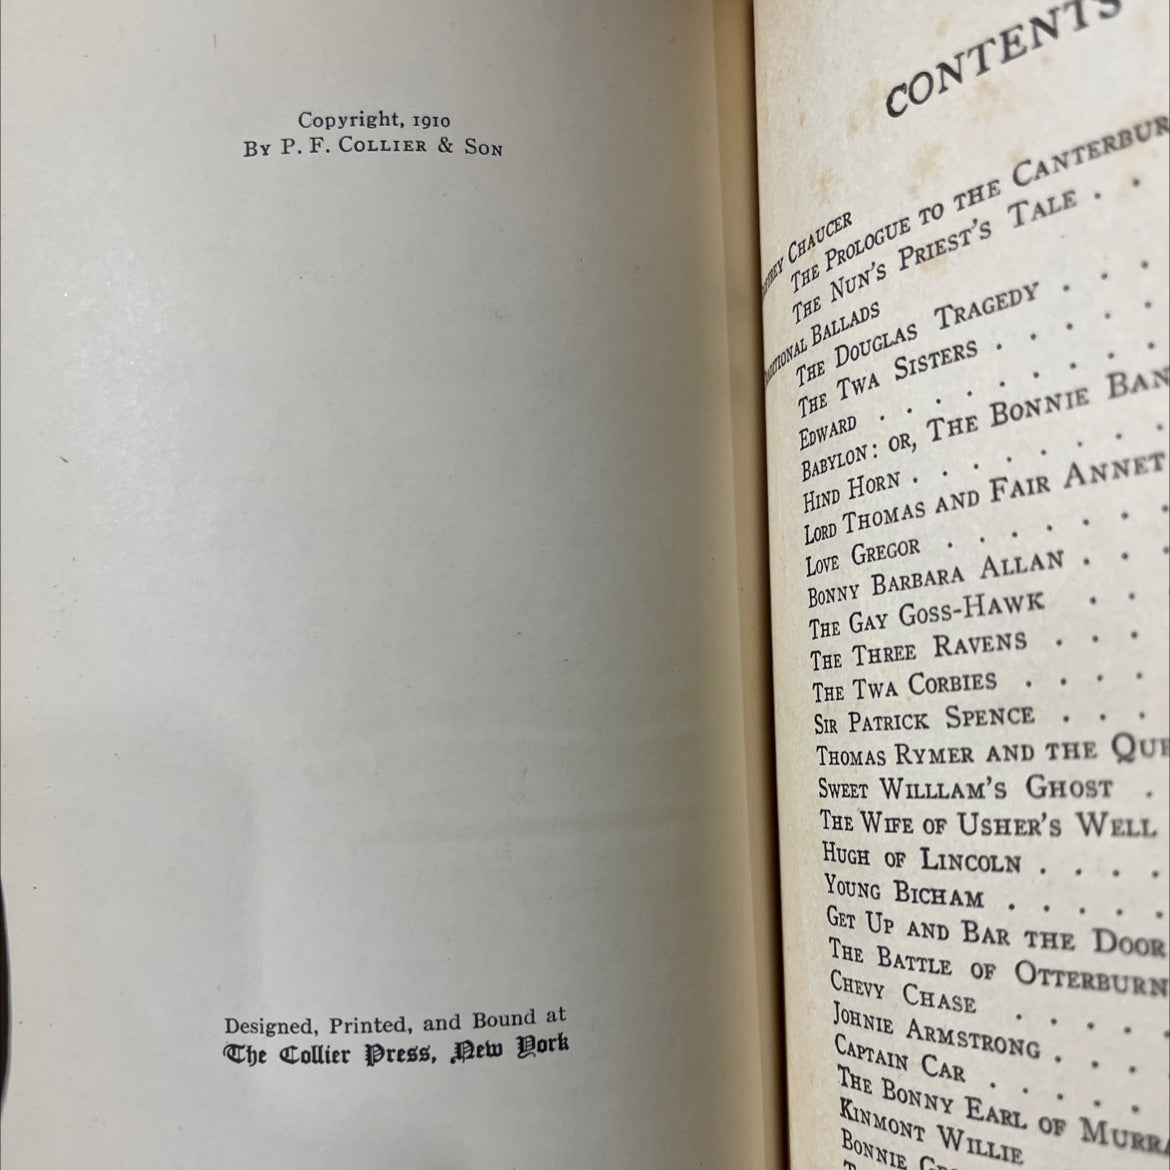 Copyright, 1910
By P. F. Collier & Son
Designed, Printed, and Bound at
The Collier Press, New York
CONTENTS
Chaucer
The Prologue to the
The Nun's Priest's Tale . .
Ballads
The Douglas Tragedy . . .
The Twa Sisters . . . . .
Edward . . . . . . . .
Babylon: or, The Bonnie
Hind Horn . . . . . . .
Lord Thomas and Fair Annet
Love Gregor . . . . . . .
Bonny Barbara Allan . . .
The Gay Goss-Hawk . .
The Three Ravens . . .
The Twa Corbies . . . .
Sir Patrick Spence . . .
Thomas Rymer and the
Sweet Willlam's Ghost .
The Wife of Usher's Well
Hugh of Lincoln . . . .
Young Bicham . . . . .
Get Up and Bar the Door
The Battle of Otterburn
Chevy Chase . . . . .
Johnie Armstrong . . . .
Captain Car . . . . .
The Bonny Earl of
Kinmont Willie
Bonnie